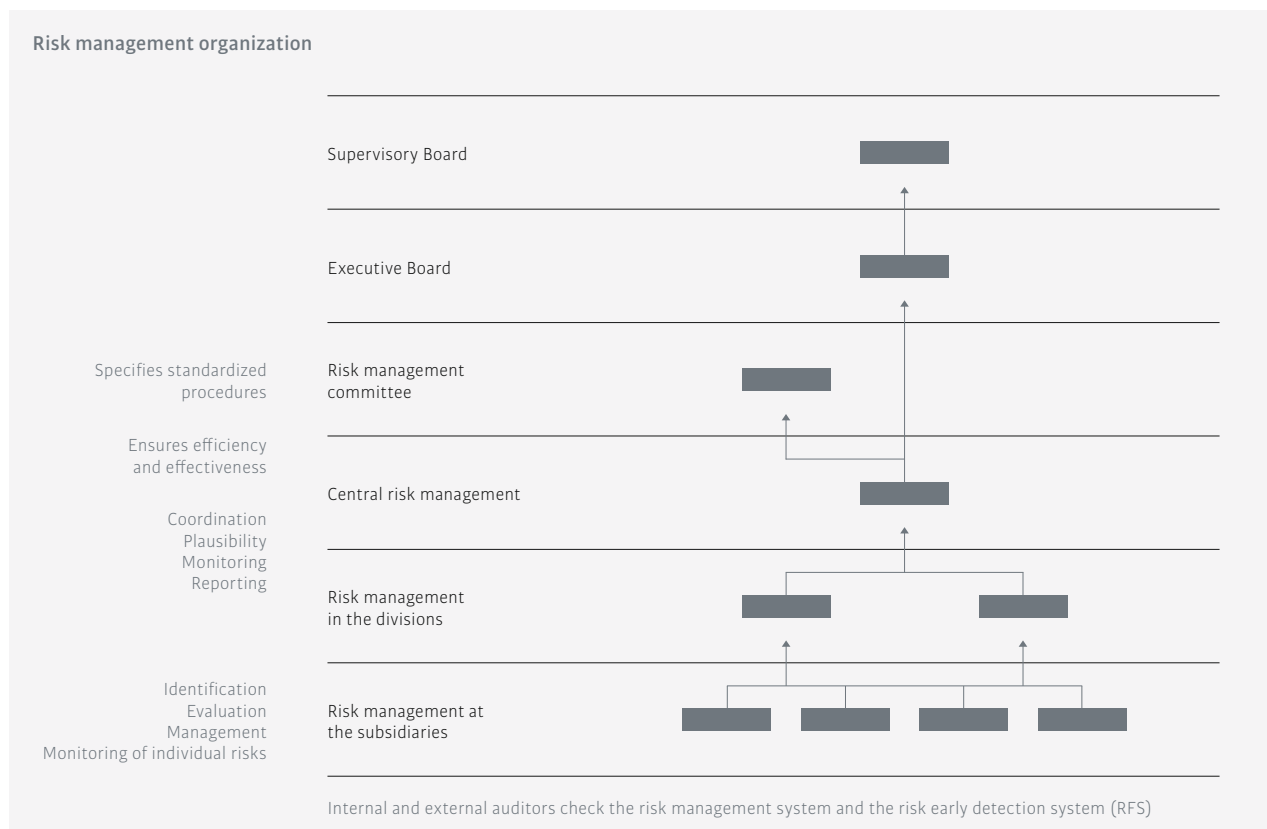 Risk management organization
Supervisory Board
Executive Board
Specifies standardized
procedures
Risk management
committee
Ensures efficiency
and effectiveness
Central risk management
Coordination
Plausibility
Monitoring
Reporting
Risk management
in the divisions
Identification
Evaluation
Management
Monitoring of individual risks
Risk management at
the subsidiaries
Internal and external auditors check the risk management system and the risk early detection system (RFS)